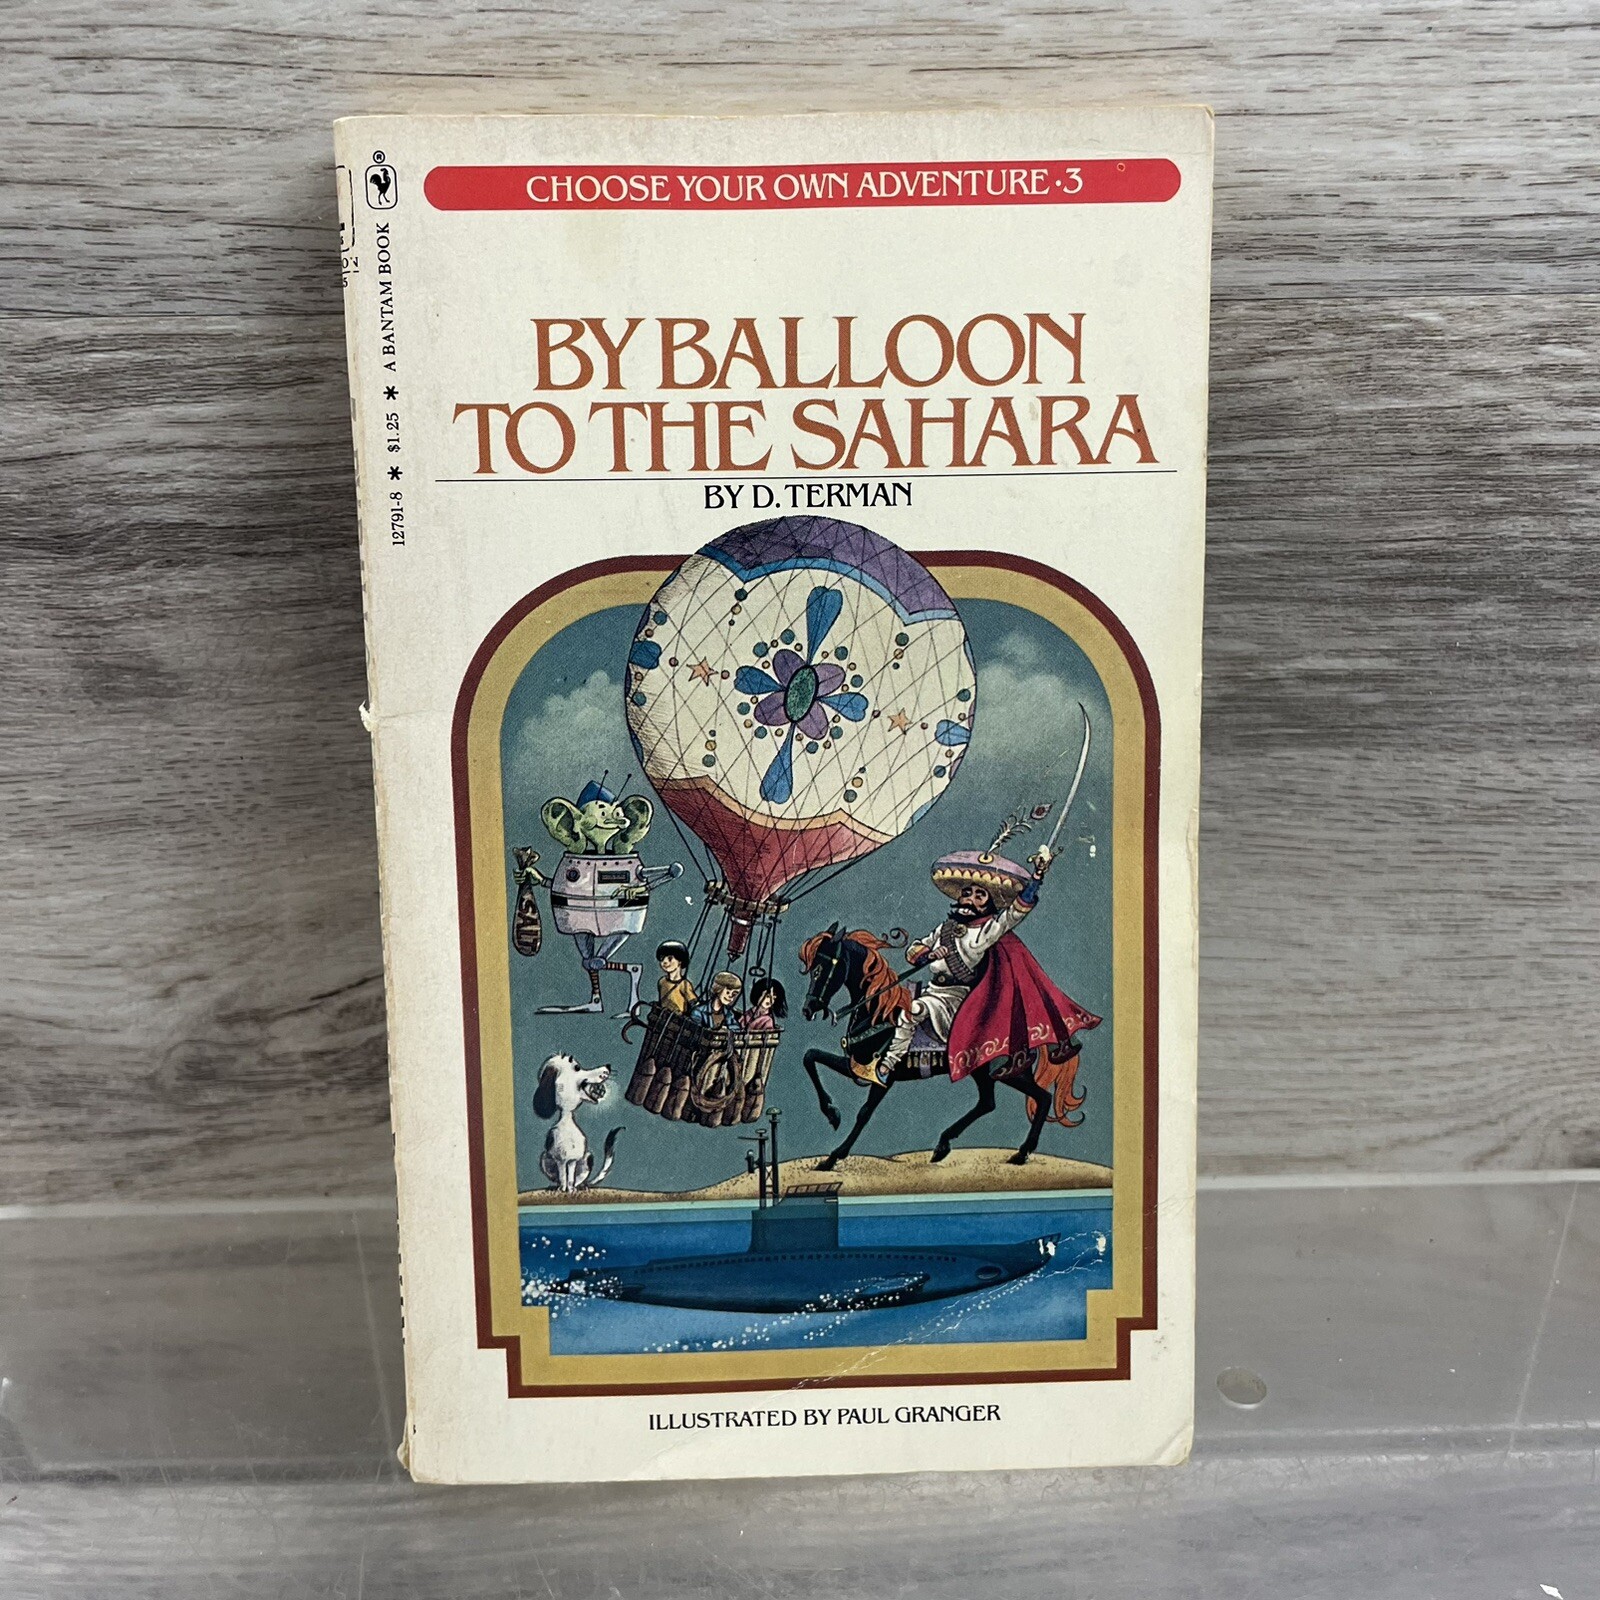 CHOOSE YOUR OWN ADVENTURE·3
BY BALLOON
TO THE SAHARA
BY D. TERMAN
12791-8 * $1.25 * A BANTAM BOOK
®
SALT
ILLUSTRATED BY PAUL GRANGER